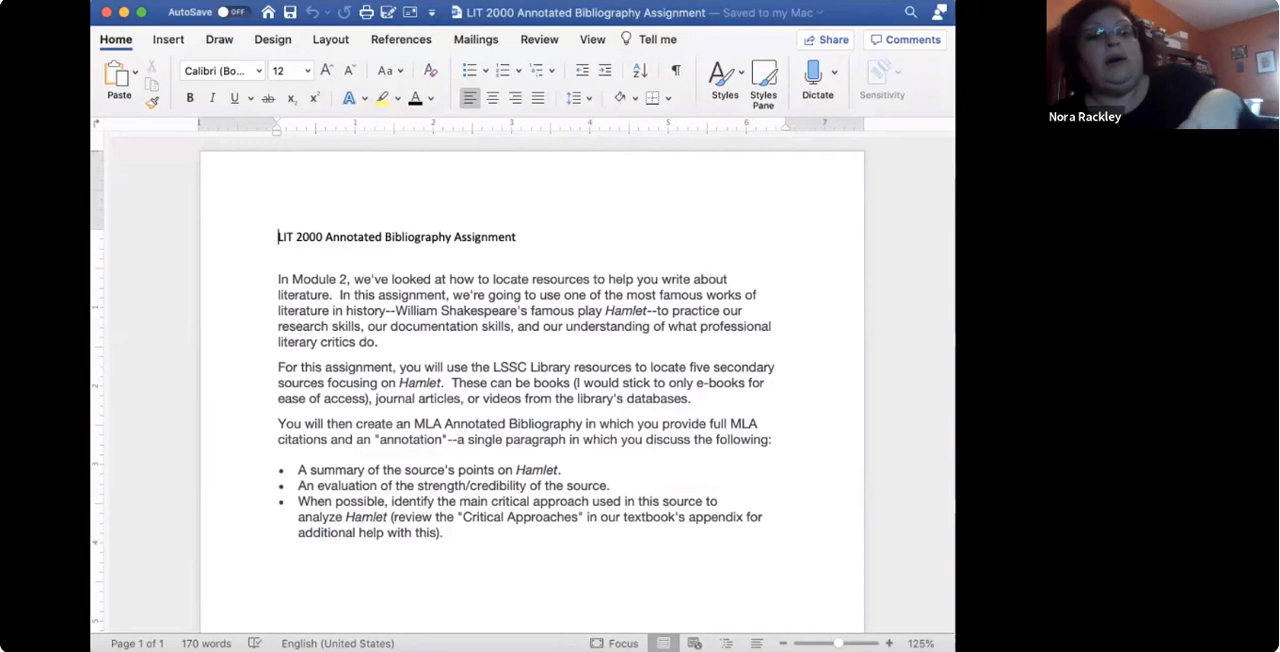 AutoSave OFF LIT 2000 Annotated Bibliography Assignment — Saved to my Mac
Home Insert Draw Design Layout References Mailings Review View Tell me Share Comments
Paste Calibri (Bo... 12 Aa Styles Styles Pane Dictate Sensitivity
Nora Rackley
1 2 3 4 5 6 7
LIT 2000 Annotated Bibliography Assignment
In Module 2, we've looked at how to locate resources to help you write about
literature. In this assignment, we're going to use one of the most famous works of
literature in history--William Shakespeare's famous play Hamlet--to practice our
research skills, our documentation skills, and our understanding of what professional
literary critics do.
For this assignment, you will use the LSSC Library resources to locate five secondary
sources focusing on Hamlet. These can be books (I would stick to only e-books for
ease of access), journal articles, or videos from the library's databases.
You will then create an MLA Annotated Bibliography in which you provide full MLA
citations and an "annotation"--a single paragraph in which you discuss the following:
• A summary of the source's points on Hamlet.
• An evaluation of the strength/credibility of the source.
• When possible, identify the main critical approach used in this source to
analyze Hamlet (review the "Critical Approaches" in our textbook's appendix for
additional help with this).
Page 1 of 1 170 words English (United States) Focus 125%